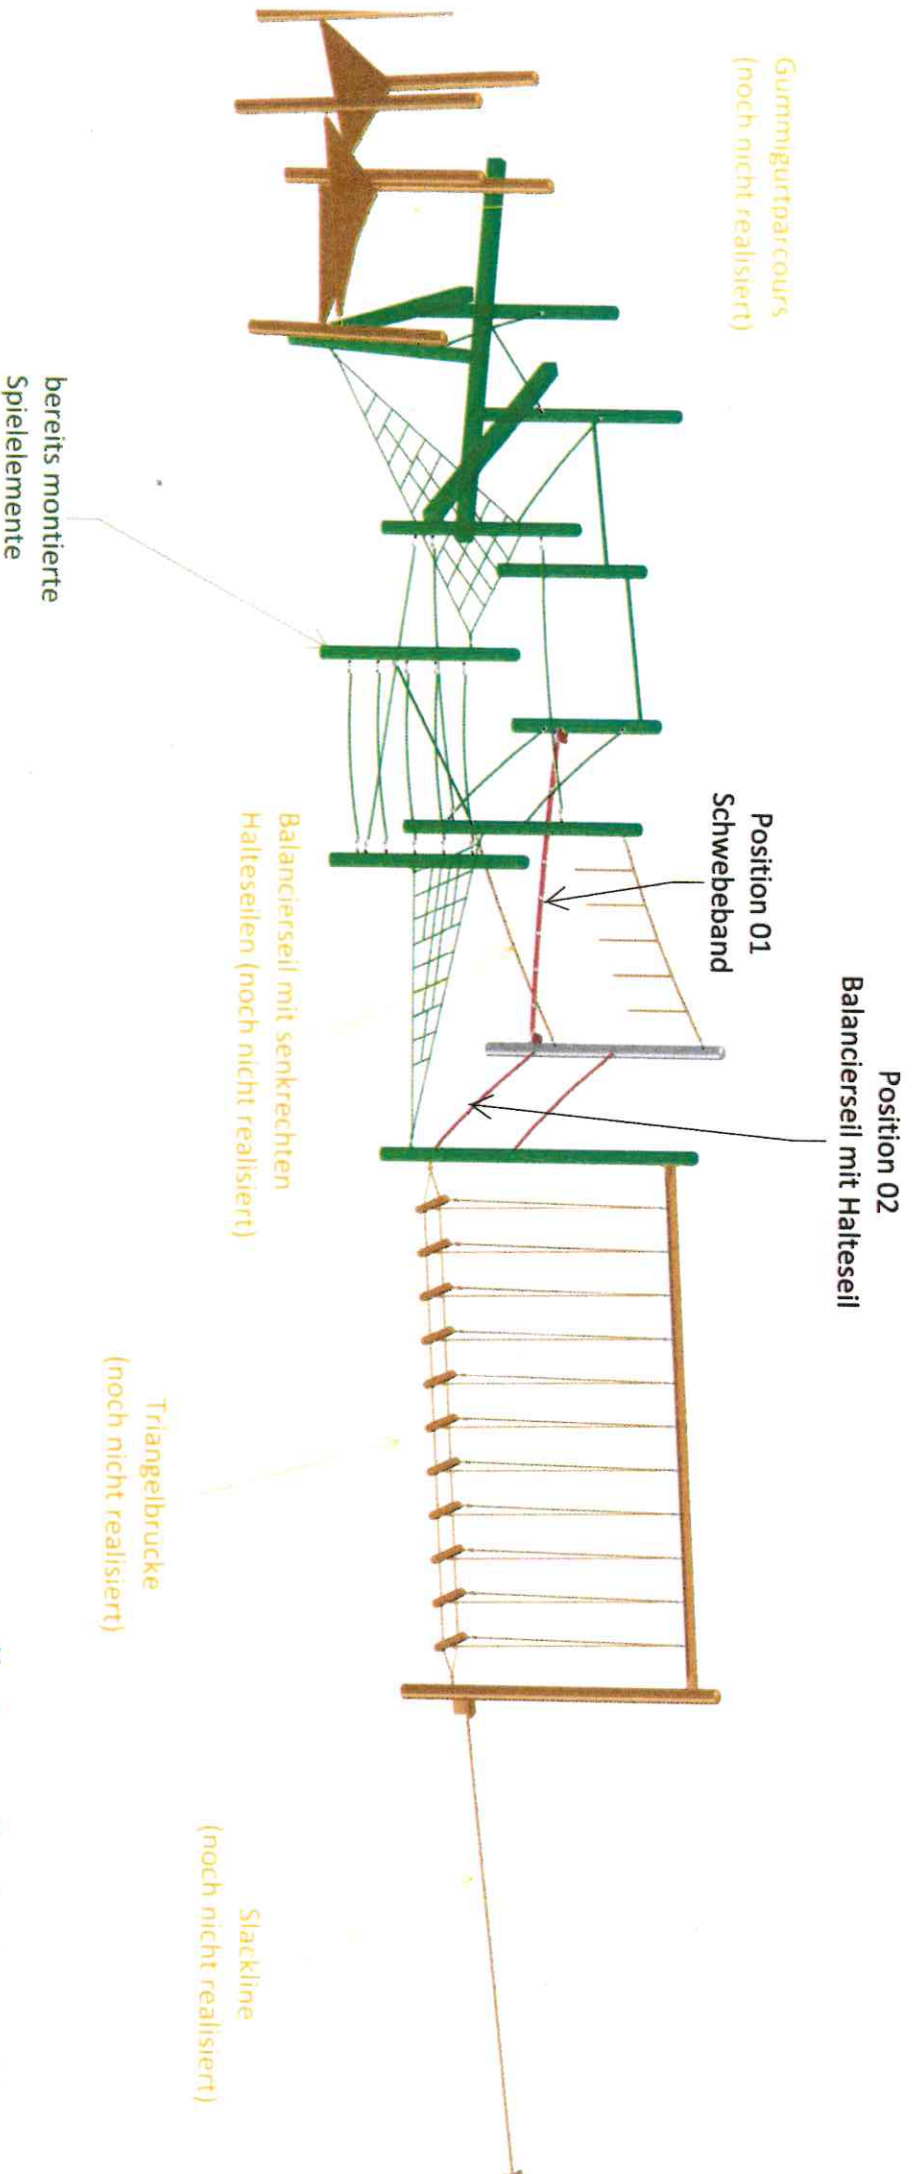 Gummigurtparcours
(noch nicht realisiert)
bereits montierte
Spielelemente
Position 01
Schwebeband
Position 02
Balancierseil mit Halteseil
Balancierseil mit senkrechten
Halteseilen (noch nicht realisiert)
Triangelbrücke
(noch nicht realisiert)
Slackline
(noch nicht realisiert)